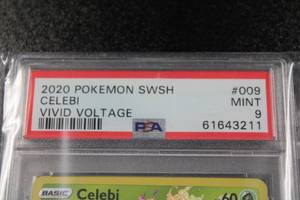 2020 POKEMON SWSH #009
CELEBI MINT
VIVID VOLTAGE 9
PSA 61643211
BASIC Celebi 60